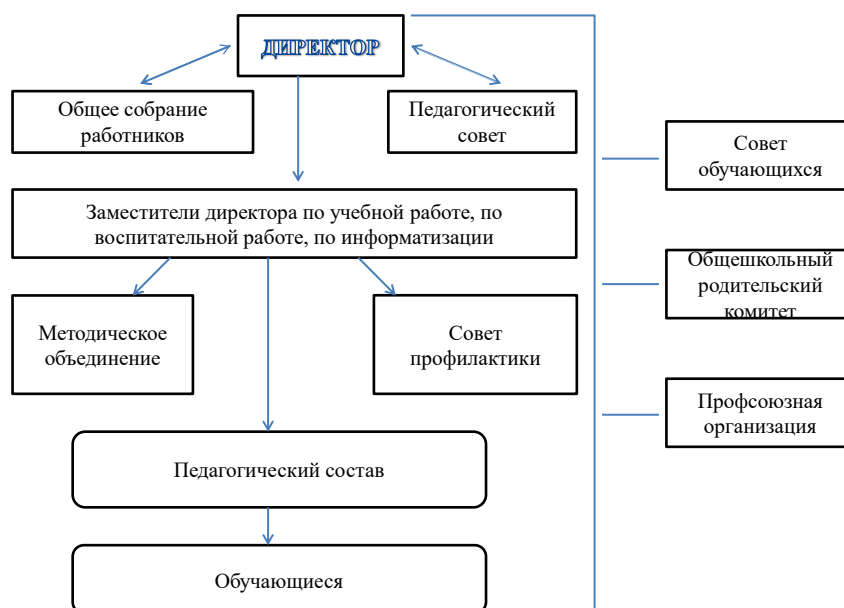 ДИРЕКТОР
Общее собрание
работников
Педагогический
совет
Совет
обучающихся
Заместители директора по учебной работе, по
воспитательной работе, по информатизации
Общешкольный
родительский
комитет
Методическое
объединение
Совет
профилактики
Профсоюзная
организация
Педагогический состав
Обучающиеся